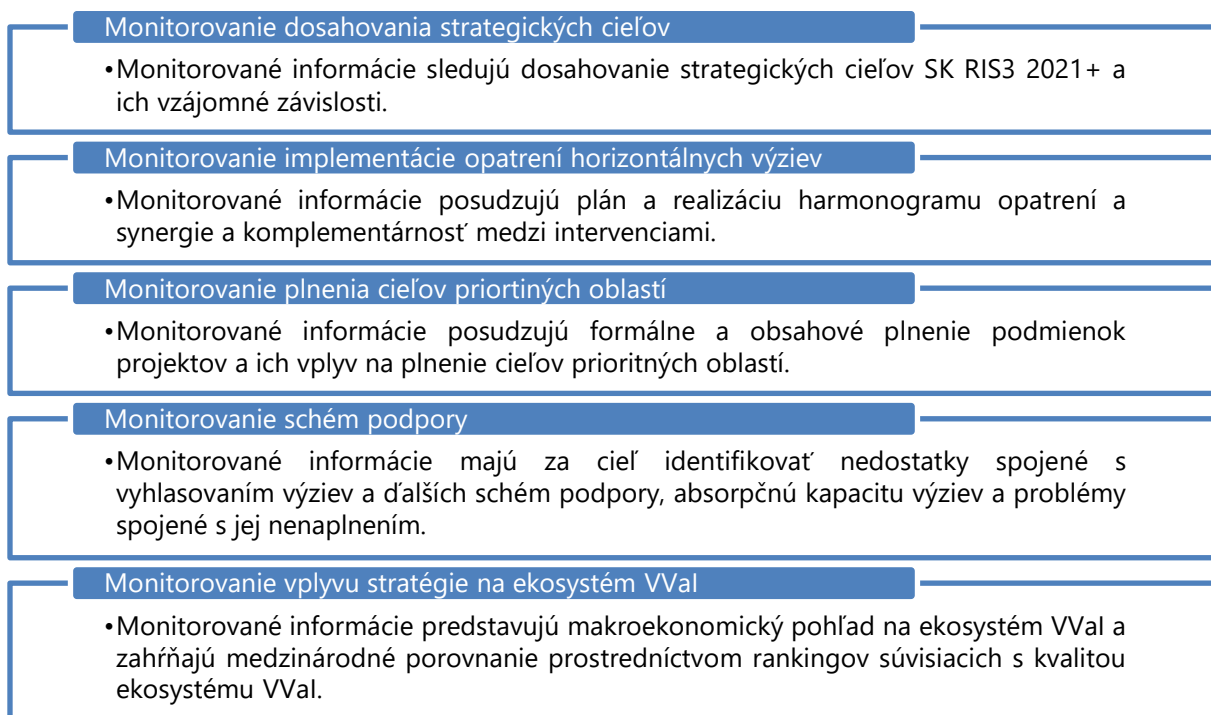 Monitorovanie dosahovania strategických cieľov
•Monitorované informácie sledujú dosahovanie strategických cieľov SK RIS3 2021+ a
ich vzájomné závislosti.
Monitorovanie implementácie opatrení horizontálnych výziev
•Monitorované informácie posudzujú plán a realizáciu harmonogramu opatrení a
synergie a komplementárnosť medzi intervenciami.
Monitorovanie plnenia cieľov priortiných oblastí
•Monitorované informácie posudzujú formálne a obsahové plnenie podmienok
projektov a ich vplyv na plnenie cieľov prioritných oblastí.
Monitorovanie schém podpory
•Monitorované informácie majú za cieľ identifikovať nedostatky spojené s
vyhlasovaním výziev a ďalších schém podpory, absorpčnú kapacitu výziev a problémy
spojené s jej nenaplnením.
Monitorovanie vplyvu stratégie na ekosystém VVaI
•Monitorované informácie predstavujú makroekonomický pohľad na ekosystém VVaI a
zahŕňajú medzinárodné porovnanie prostredníctvom rankingov súvisiacich s kvalitou
ekosystému VVaI.